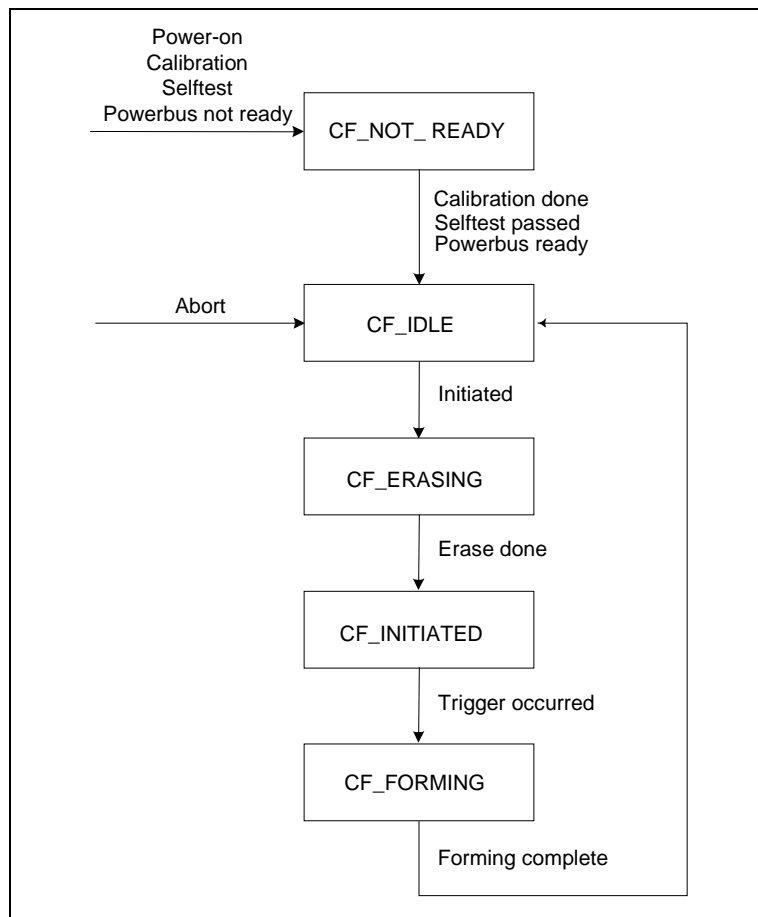 Power-on
Calibration
Selftest
Powerbus not ready
CF_NOT_ READY
Calibration done
Selftest passed
Powerbus ready
Abort
CF_IDLE
Initiated
CF_ERASING
Erase done
CF_INITIATED
Trigger occurred
CF_FORMING
Forming complete